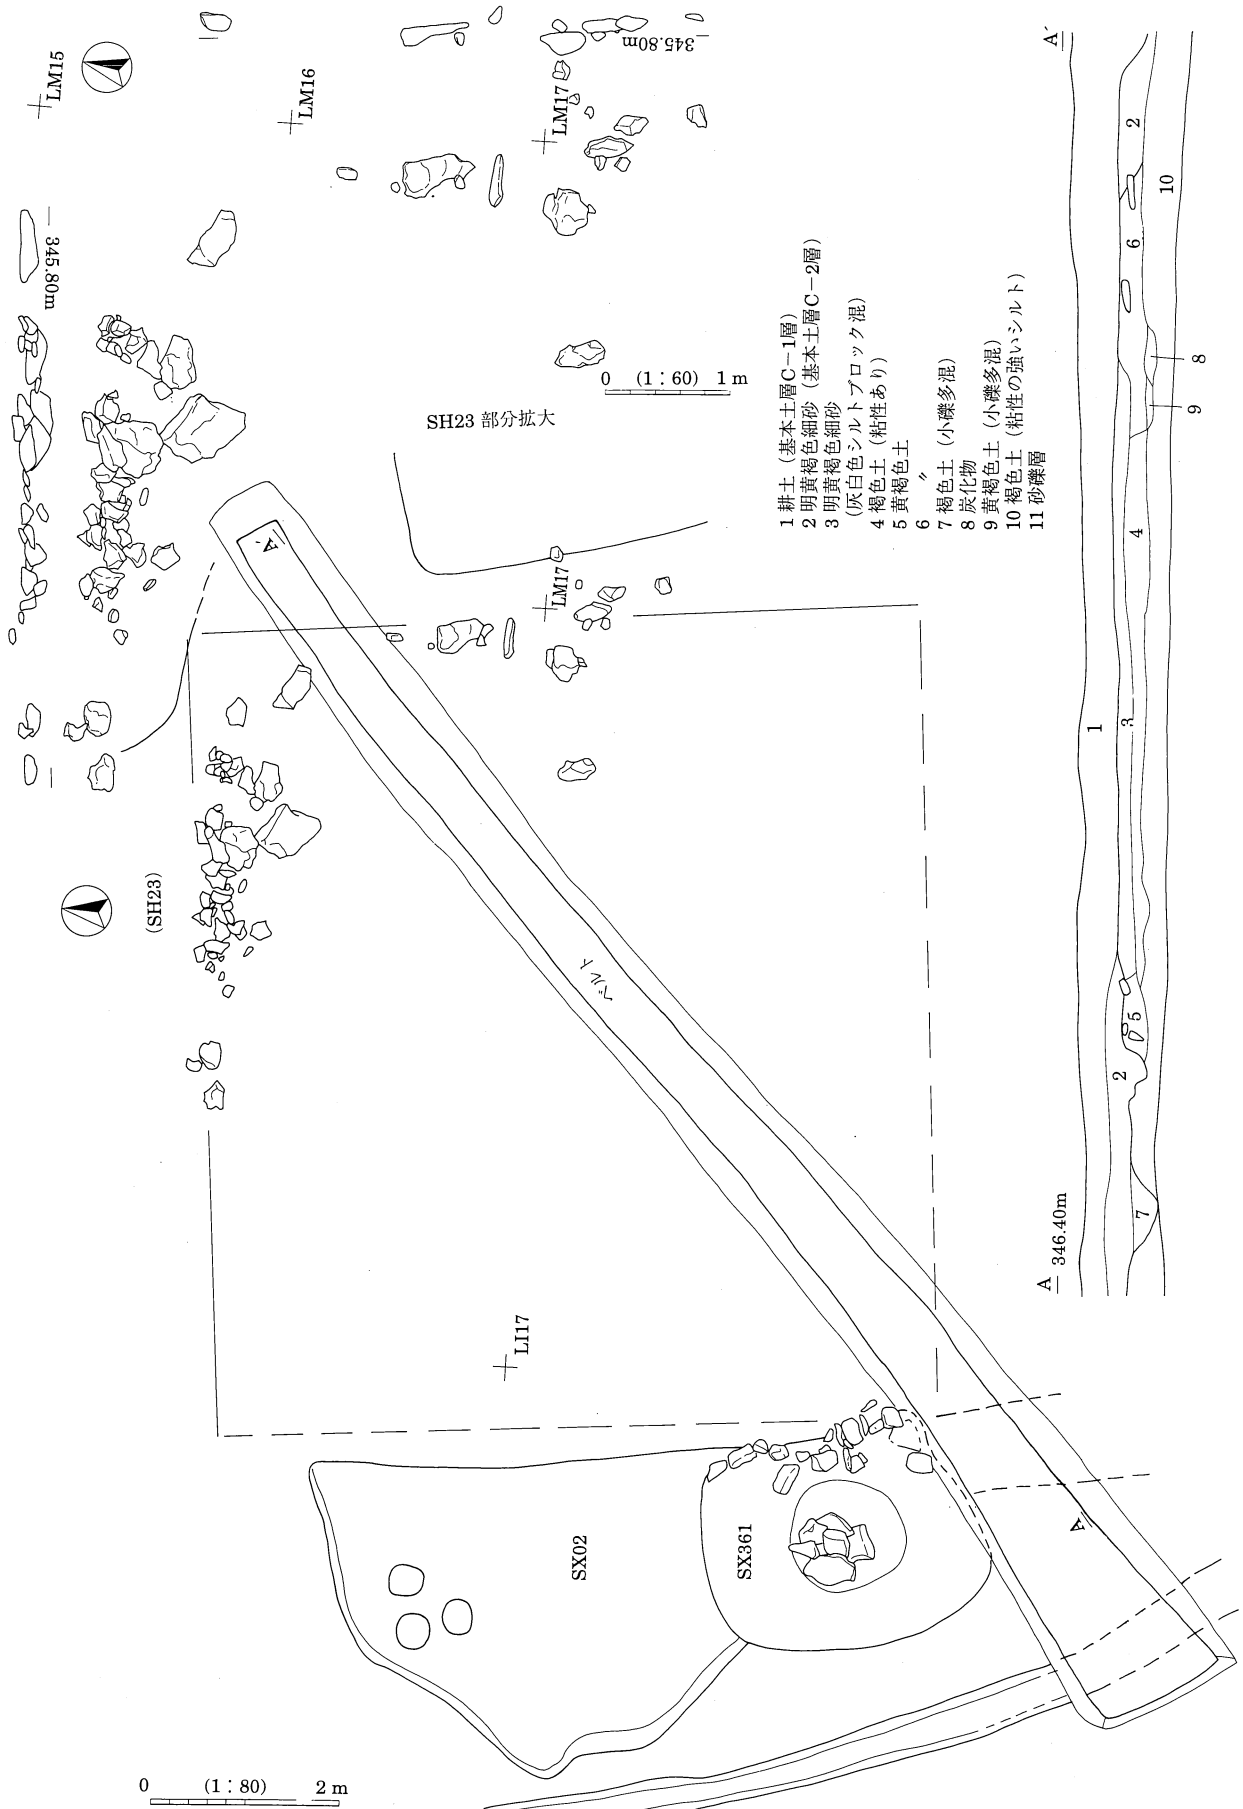 LM15
LM16
LM17
345.80m
345.80m
A´
2
10
6
8
9
4
3
1
5
2
7
A 346.40m
0 (1:60) 1m
SH23 部分拡大
1 耕土（基本土層C-1層）
2 明黄褐色細砂（基本土層C-2層）
3 明黄褐色細砂
（灰白色シルトブロック混）
4 褐色土（粘性あり）
5 黄褐色土
6 〃
7 褐色土（小礫多混）
8 炭化物
9 黄褐色土（小礫多混）
10 褐色土（粘性の強いシルト）
11 砂礫層
A´
LM17
(SH23)
ベルト
LI17
SX02
SX361
A
0 (1:80) 2m